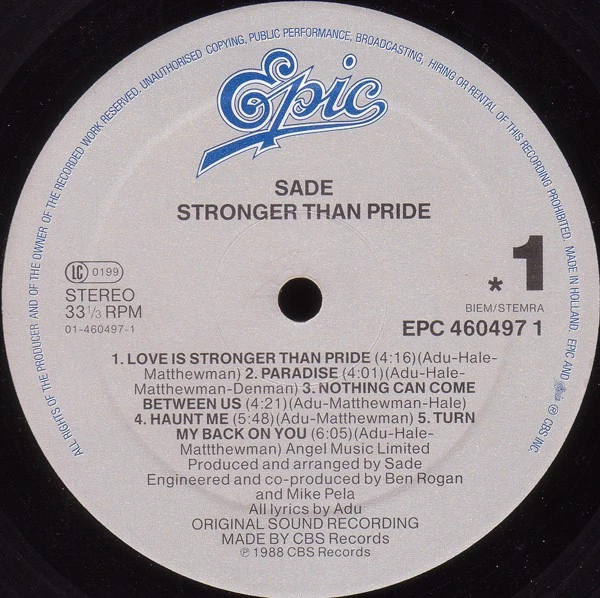 ALL RIGHTS OF THE PRODUCER AND OF THE OWNER OF THE RECORDED WORK RESERVED. UNAUTHORISED COPYING, PUBLIC PERFORMANCE, BROADCASTING, HIRING OR RENTAL OF THIS RECORDING PROHIBITED. MADE IN HOLLAND. EPIC AND ℗ CBS INC.
Epic
SADE
STRONGER THAN PRIDE
LC 0199
STEREO
33 1/3 RPM
01-460497-1
* 1
BIEM/STEMRA
EPC 460497 1
1. LOVE IS STRONGER THAN PRIDE (4:16)(Adu-Hale-
Matthewman) 2. PARADISE (4:01)(Adu-Hale-
Matthewman-Denman) 3. NOTHING CAN COME
BETWEEN US (4:21)(Adu-Matthewman-Hale)
4. HAUNT ME (5:48)(Adu-Matthewman) 5. TURN
MY BACK ON YOU (6:05)(Adu-Hale-
Mattthewman) Angel Music Limited
Produced and arranged by Sade
Engineered and co-produced by Ben Rogan
and Mike Pela
All lyrics by Adu
ORIGINAL SOUND RECORDING
MADE BY CBS Records
℗ 1988 CBS Records